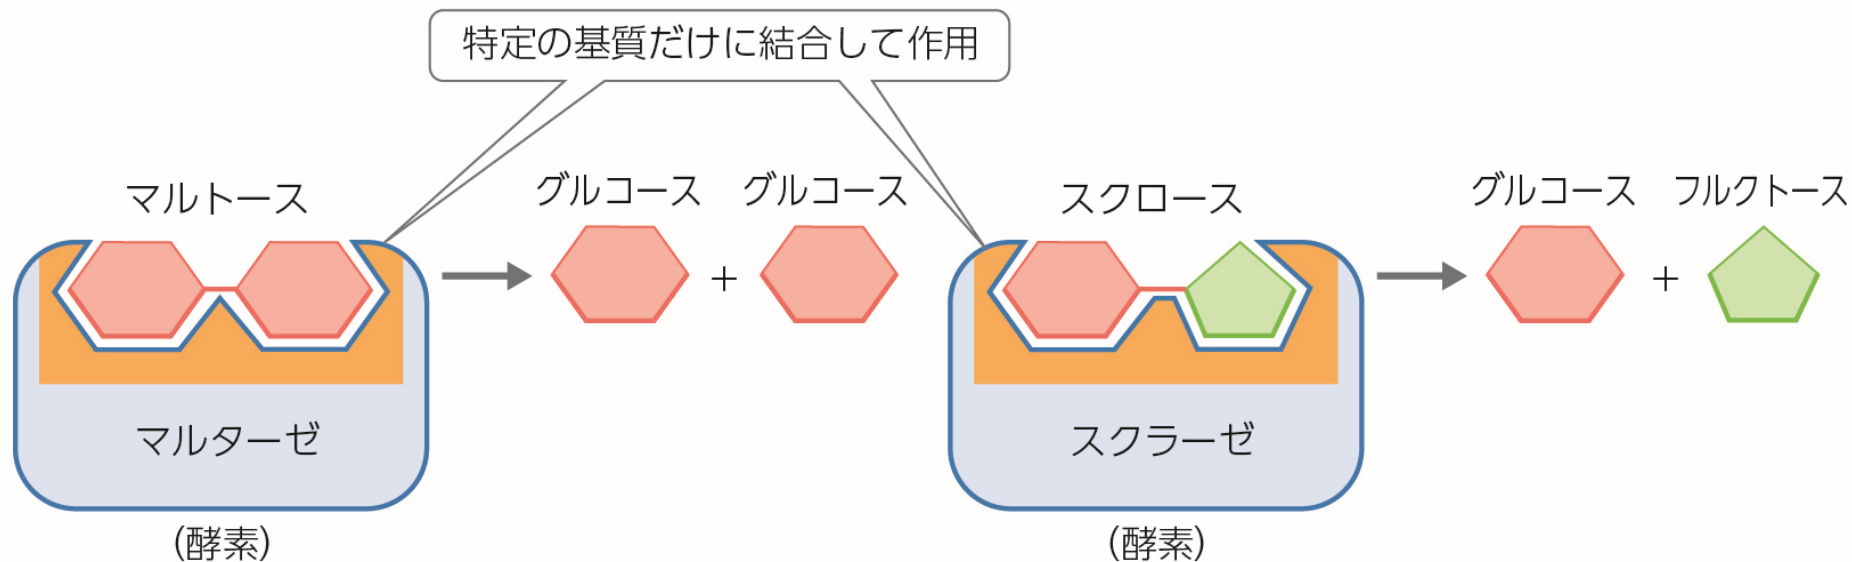 特定の基質だけに結合して作用
マルトース
グルコース
グルコース
スクロース
グルコース
フルクトース
+
+
マルターゼ
スクラーゼ
(酵素)
(酵素)